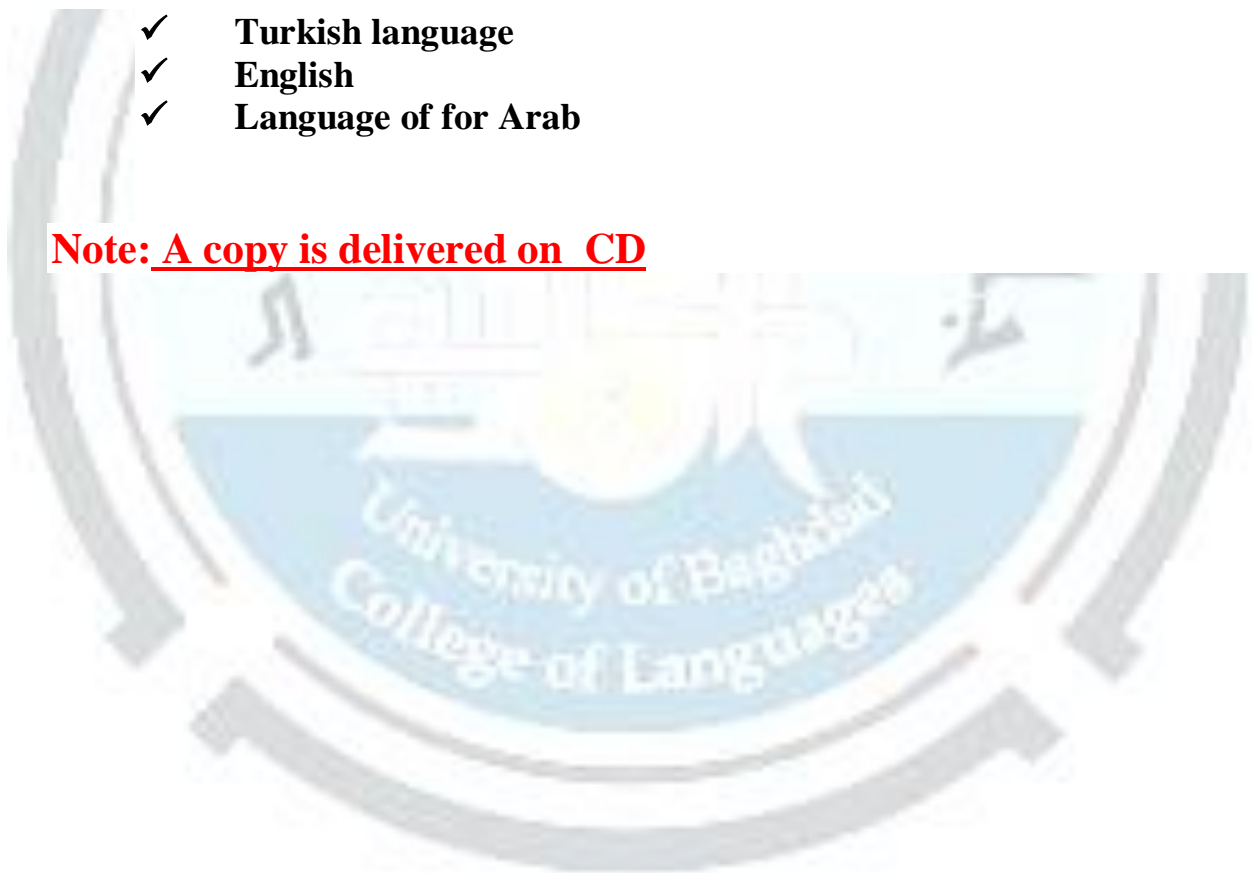 ✓ Turkish language
✓ English
✓ Language of for Arab
Note: A copy is delivered on CD
University of Baghdad
College of Languages